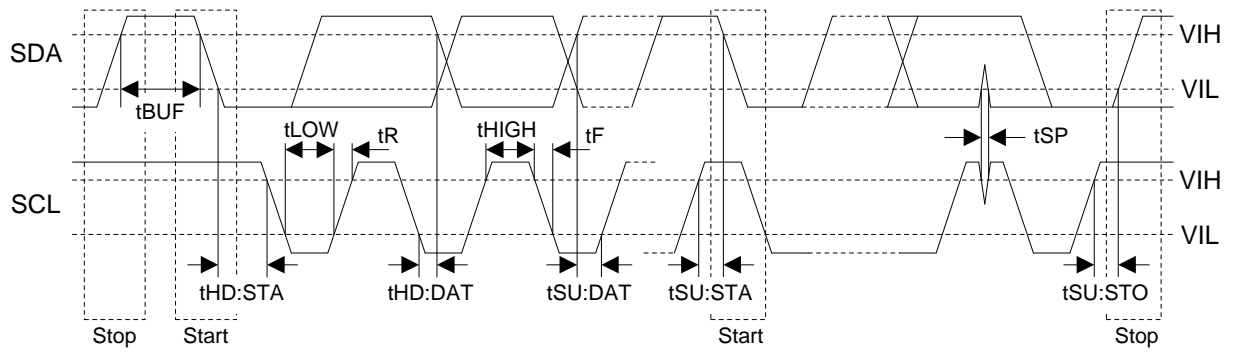 SDA
VIH
VIL
tBUF
tLOW
tR
tHIGH
tF
tSP
SCL
VIH
VIL
tHD:STA
tHD:DAT
tSU:DAT
tSU:STA
tSU:STO
Stop
Start
Start
Stop